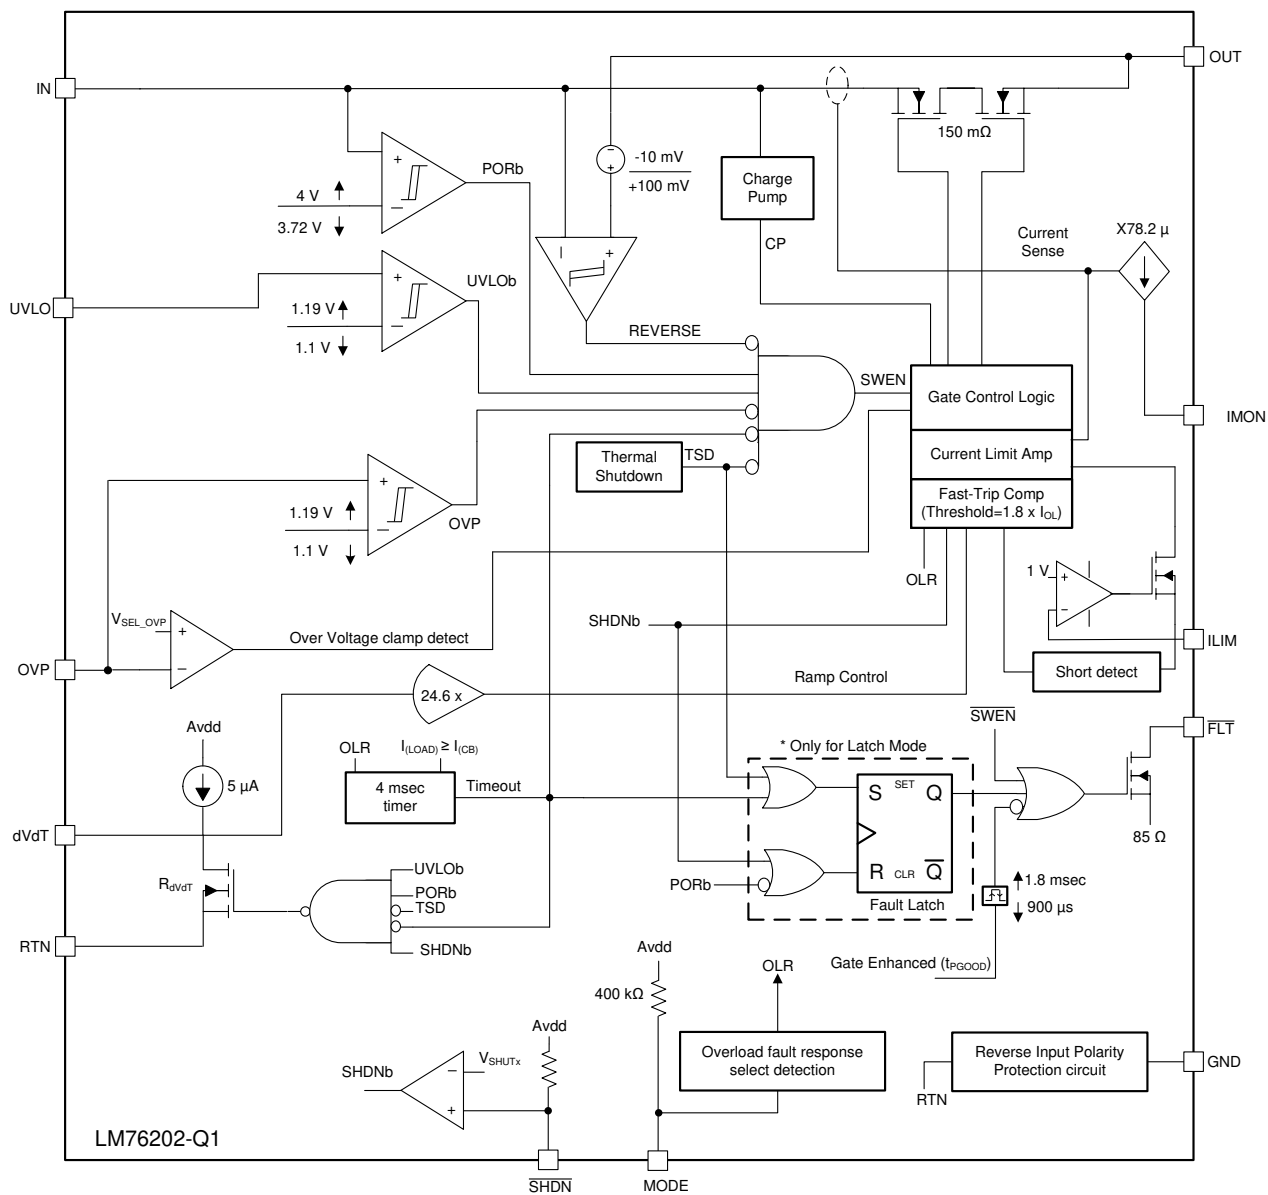 OUT
IN
150 mΩ
-10 mV
+100 mV
PORb
4 V
3.72 V
Charge
Pump
CP
Current
Sense
X78.2 µ
UVLO
UVLOb
1.19 V
1.1 V
REVERSE
SWEN
Gate Control Logic
IMON
Thermal
Shutdown
TSD
Current Limit Amp
Fast-Trip Comp
(Threshold=1.8 x IOL)
1.19 V
OVP
1.1 V
OLR
1 V
SHDNb
VSEL_OVP
Over Voltage clamp detect
ILIM
OVP
Short detect
24.6 x
Ramp Control
SWEN
FLT
Avdd
OLR
I(LOAD) ≥ I(CB)
* Only for Latch Mode
5 µA
4 msec
timer
Timeout
S SET Q
dVdT
85 Ω
UVLOb
PORb
TSD
SHDNb
RdVdT
PORb
R CLR Q
Fault Latch
1.8 msec
900 µs
RTN
Avdd
OLR
Gate Enhanced (tPGOOD)
400 kΩ
Avdd
SHDNb
VSHUTx
Overload fault response
select detection
Reverse Input Polarity
Protection circuit
GND
RTN
LM76202-Q1
SHDN
MODE